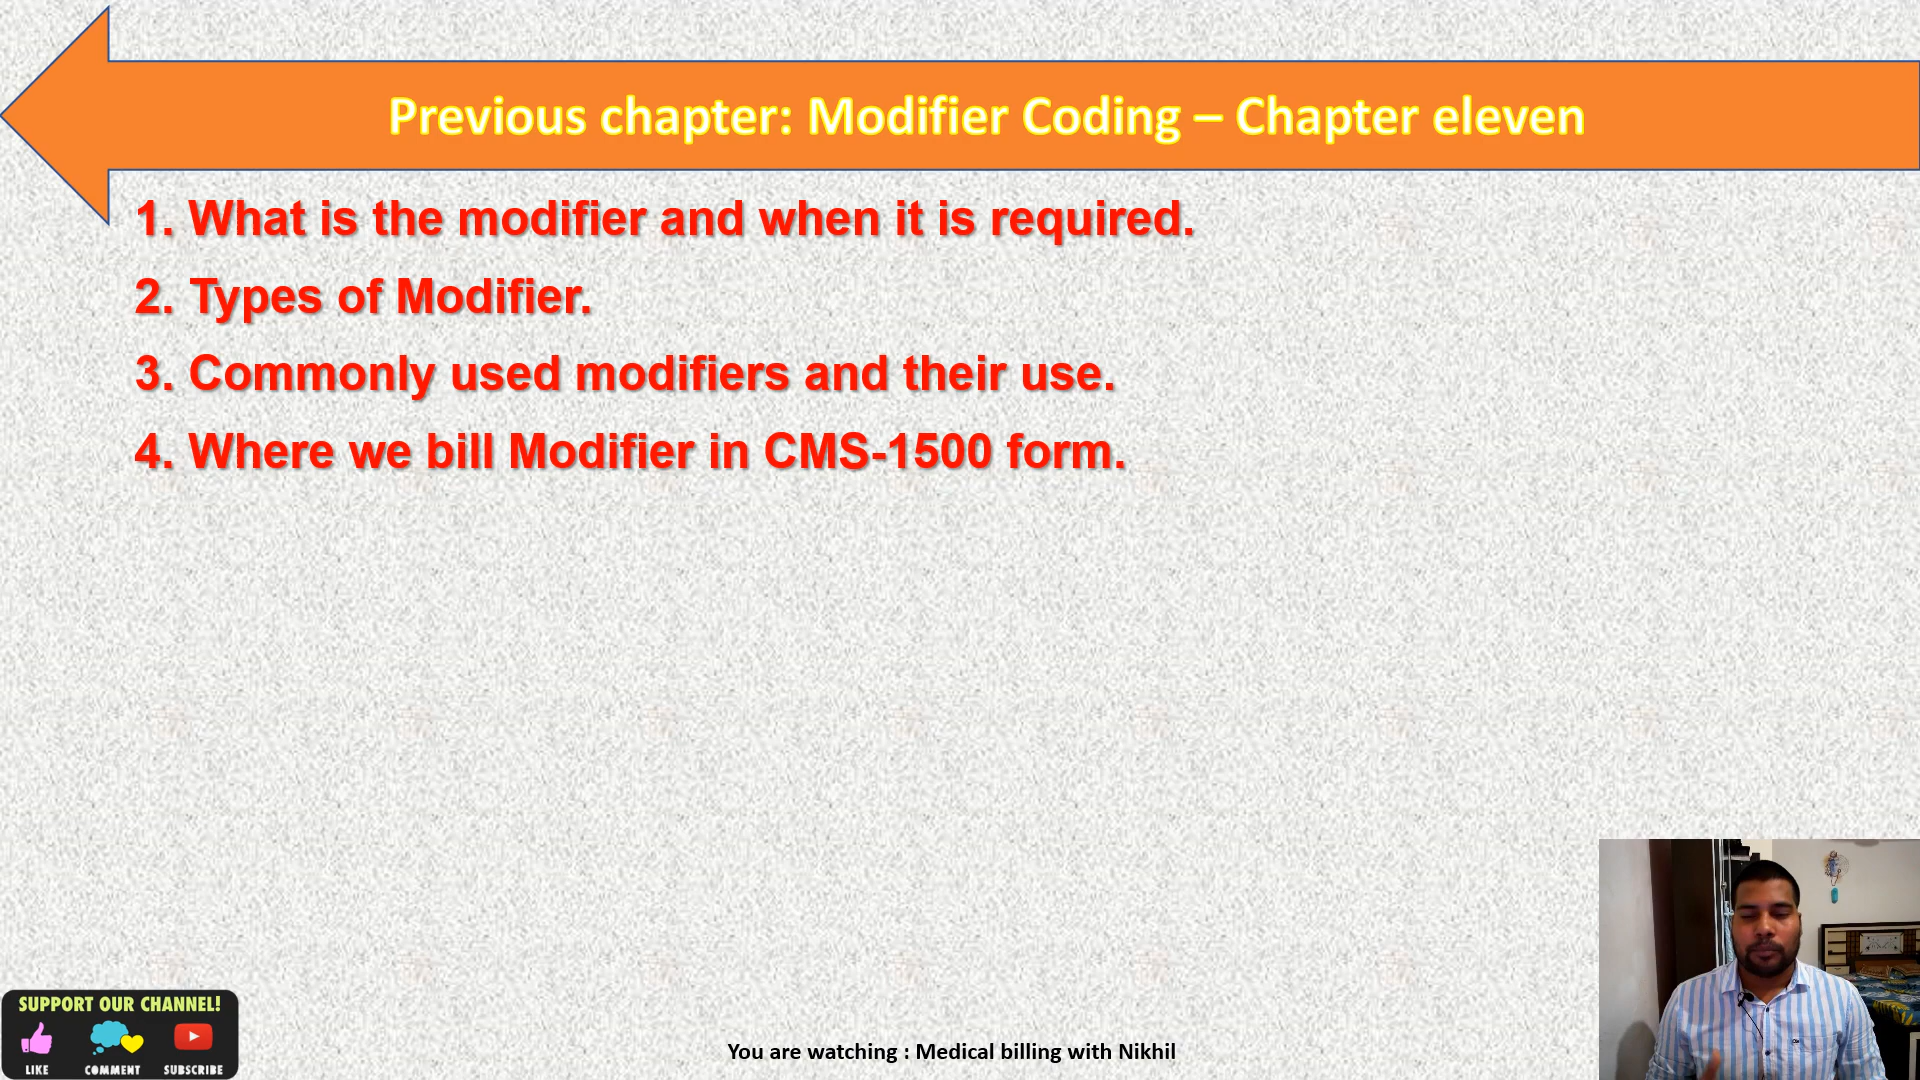 Previous chapter: Modifier Coding – Chapter eleven
1. What is the modifier and when it is required.
2. Types of Modifier.
3. Commonly used modifiers and their use.
4. Where we bill Modifier in CMS-1500 form.
SUPPORT OUR CHANNEL!
LIKE COMMENT SUBSCRIBE
You are watching : Medical billing with Nikhil